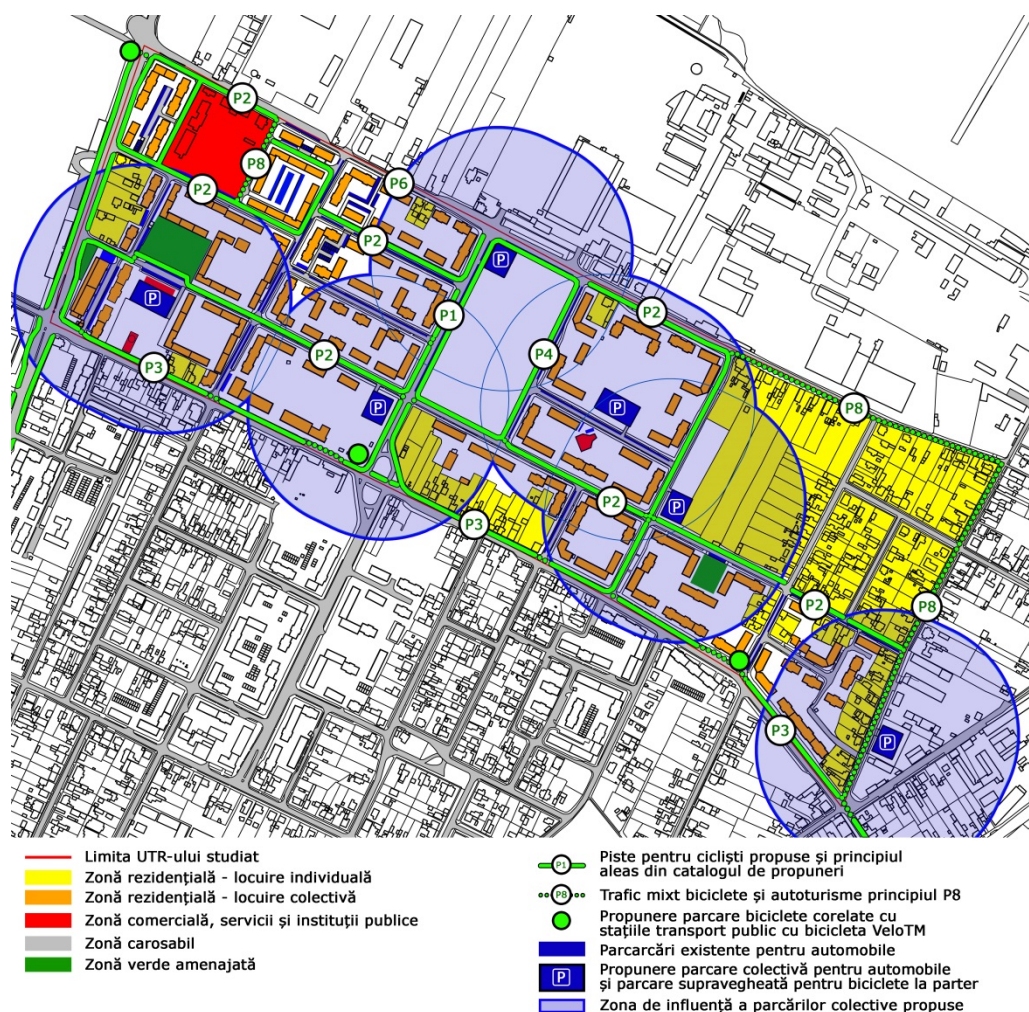 P2
P8
P2
P6
P2
P
P1
P2
P
P3
P2
P4
P
P2
P8
P
P2
P3
P2
P8
P3
P
Limita UTR-ului studiat
Zonă rezidențială - locuire individuală
Zonă rezidențială - locuire colectivă
Zonă comercială, servicii și instituții publice
Zonă carosabil
Zonă verde amenajată
P1 Piste pentru cicliști propuse și principiul
ales din catalogul de propuneri
P8 Trafic mixt biciclete și autoturisme principiul P8
Propunere parcare biciclete corelate cu
stațiile transport public cu bicicleta VeloTM
Parcarcări existente pentru automobile
P Propunere parcare colectivă pentru automobile
și parcare supravegheată pentru biciclete la parter
Zona de influență a parcărilor colective propuse